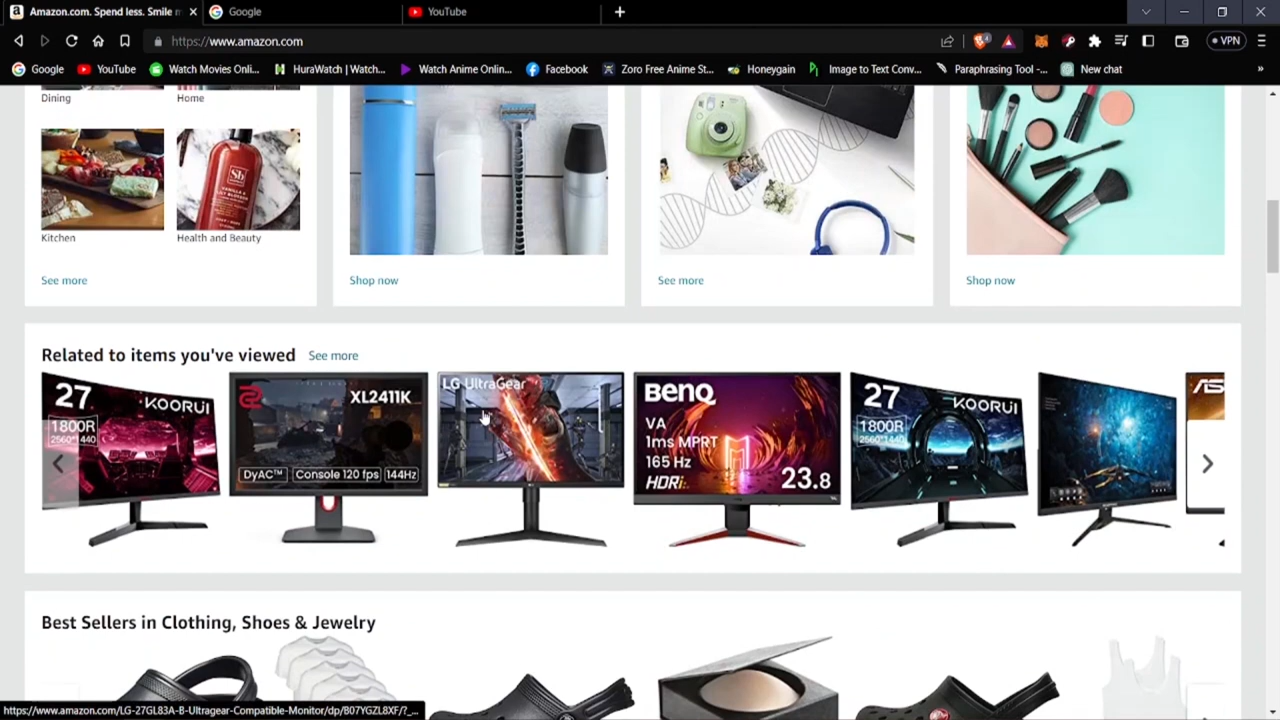 Amazon.com. Spend less. Smile m
Google
YouTube
https://www.amazon.com
VPN
Google
YouTube
Watch Movies Onli...
HuraWatch | Watch...
Watch Anime Onlin...
Facebook
Zoro Free Anime St...
Honeygain
Image to Text Conv...
Paraphrasing Tool -...
New chat
Dining
Home
Kitchen
Health and Beauty
See more
Shop now
See more
Shop now
Related to items you've viewed See more
27
KOORUI
1800R
2560*1440
XL2411K
DyAC™ Console 120 fps 144Hz
LG UltraGear
BenQ
VA
1ms MPRT
165 Hz
HDRi
23.8
27
KOORUI
1800R
2560*1440
Best Sellers in Clothing, Shoes & Jewelry
https://www.amazon.com/LG-27GL83A-B-Ultragear-Compatible-Monitor/dp/B07YGZL8XF/?_...